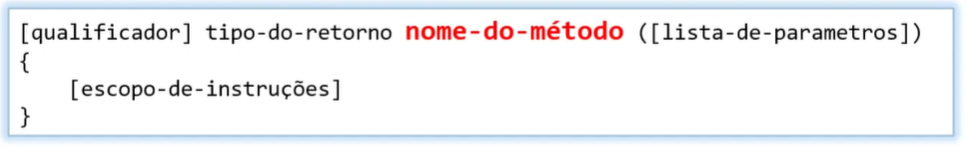 [qualificador] tipo-do-retorno nome-do-método ([lista-de-parametros])
{
[escopo-de-instruções]
}